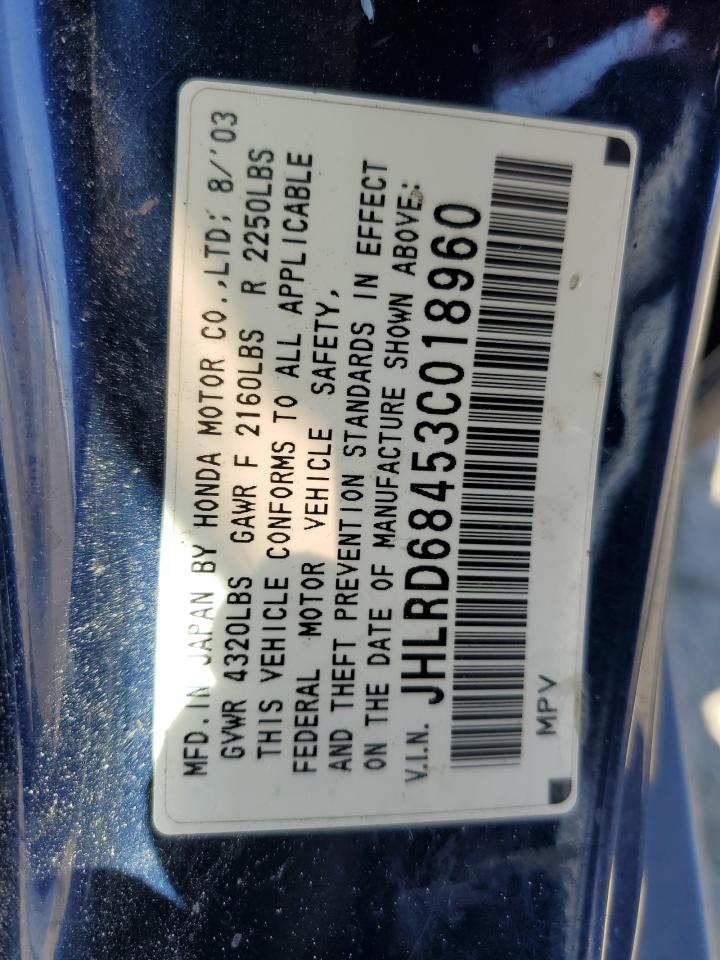 MFD. IN JAPAN BY HONDA MOTOR CO.,LTD; 8/'03
GVWR 4320LBS GAWR F 2160LBS R 2250LBS
THIS VEHICLE CONFORMS TO ALL APPLICABLE
FEDERAL MOTOR VEHICLE SAFETY,
AND THEFT PREVENTION STANDARDS IN EFFECT
ON THE DATE OF MANUFACTURE SHOWN ABOVE;
V.I.N. JHLRD68453C018960
MPV